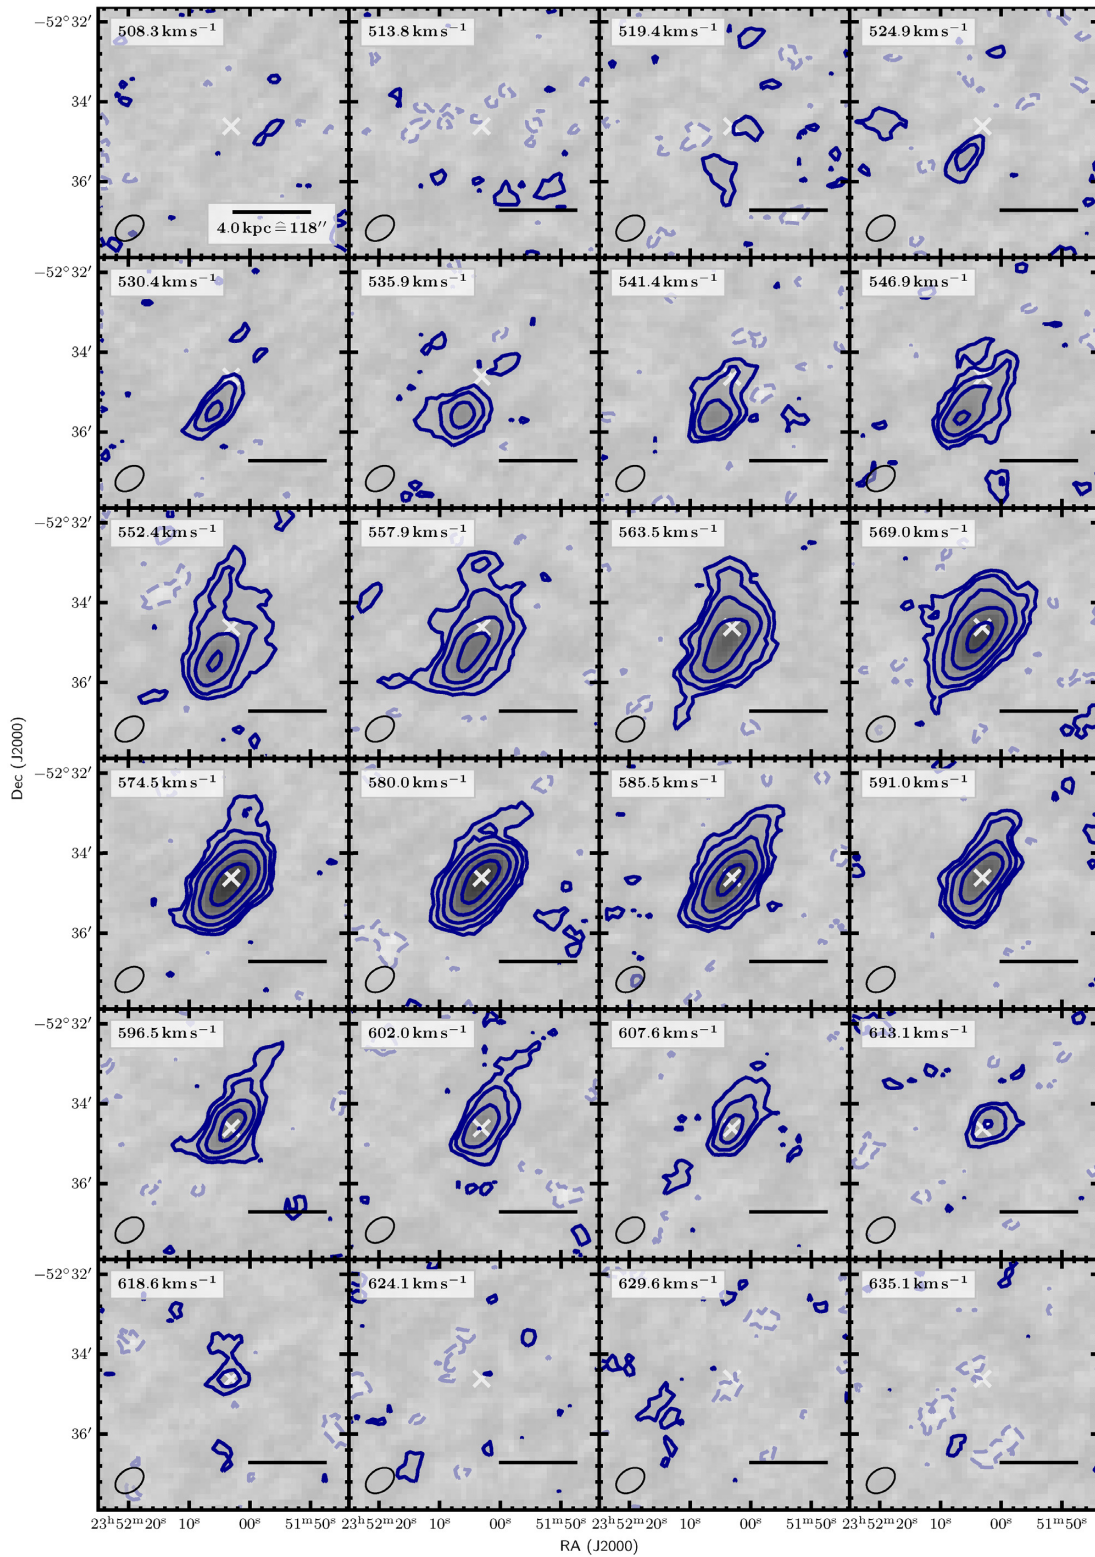 508.3 km s⁻¹
513.8 km s⁻¹
519.4 km s⁻¹
524.9 km s⁻¹
−52°32′
34′
36′
4.0 kpc ≙ 118″
530.4 km s⁻¹
535.9 km s⁻¹
541.4 km s⁻¹
546.9 km s⁻¹
−52°32′
34′
36′
552.4 km s⁻¹
557.9 km s⁻¹
563.5 km s⁻¹
569.0 km s⁻¹
−52°32′
34′
36′
Dec (J2000)
574.5 km s⁻¹
580.0 km s⁻¹
585.5 km s⁻¹
591.0 km s⁻¹
−52°32′
34′
36′
596.5 km s⁻¹
602.0 km s⁻¹
607.6 km s⁻¹
613.1 km s⁻¹
−52°32′
34′
36′
618.6 km s⁻¹
624.1 km s⁻¹
629.6 km s⁻¹
635.1 km s⁻¹
−52°32′
34′
36′
23ʰ52ᵐ20ˢ 10ˢ 00ˢ 51ᵐ50ˢ 23ʰ52ᵐ20ˢ 10ˢ 00ˢ 51ᵐ50ˢ 23ʰ52ᵐ20ˢ 10ˢ 00ˢ 51ᵐ50ˢ 23ʰ52ᵐ20ˢ 10ˢ 00ˢ 51ᵐ50ˢ
RA (J2000)